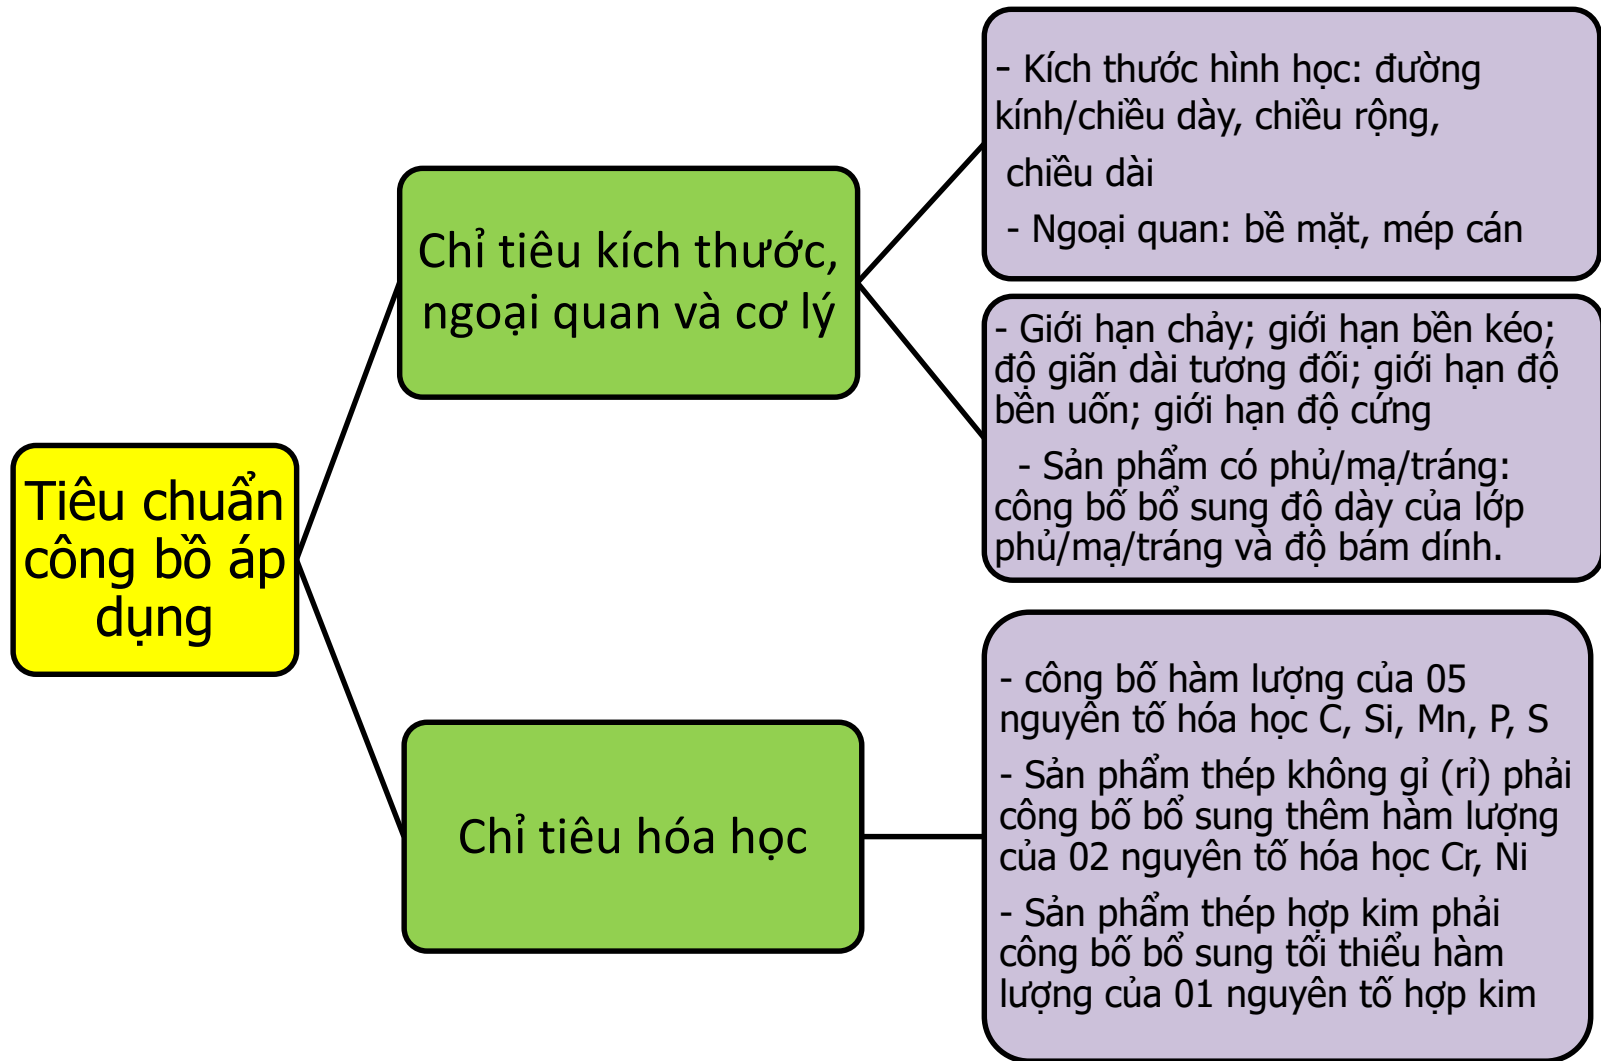 Tiêu chuẩn
công bồ áp
dụng
Chỉ tiêu kích thước,
ngoại quan và cơ lý
- Kích thước hình học: đường
kính/chiều dày, chiều rộng,
chiều dài
- Ngoại quan: bề mặt, mép cán
- Giới hạn chảy; giới hạn bền kéo;
độ giãn dài tương đối; giới hạn độ
bền uốn; giới hạn độ cứng
- Sản phẩm có phủ/mạ/tráng:
công bố bổ sung độ dày của lớp
phủ/mạ/tráng và độ bám dính.
Chỉ tiêu hóa học
- công bố hàm lượng của 05
nguyên tố hóa học C, Si, Mn, P, S
- Sản phẩm thép không gỉ (rỉ) phải
công bố bổ sung thêm hàm lượng
của 02 nguyên tố hóa học Cr, Ni
- Sản phẩm thép hợp kim phải
công bố bổ sung tối thiểu hàm
lượng của 01 nguyên tố hợp kim